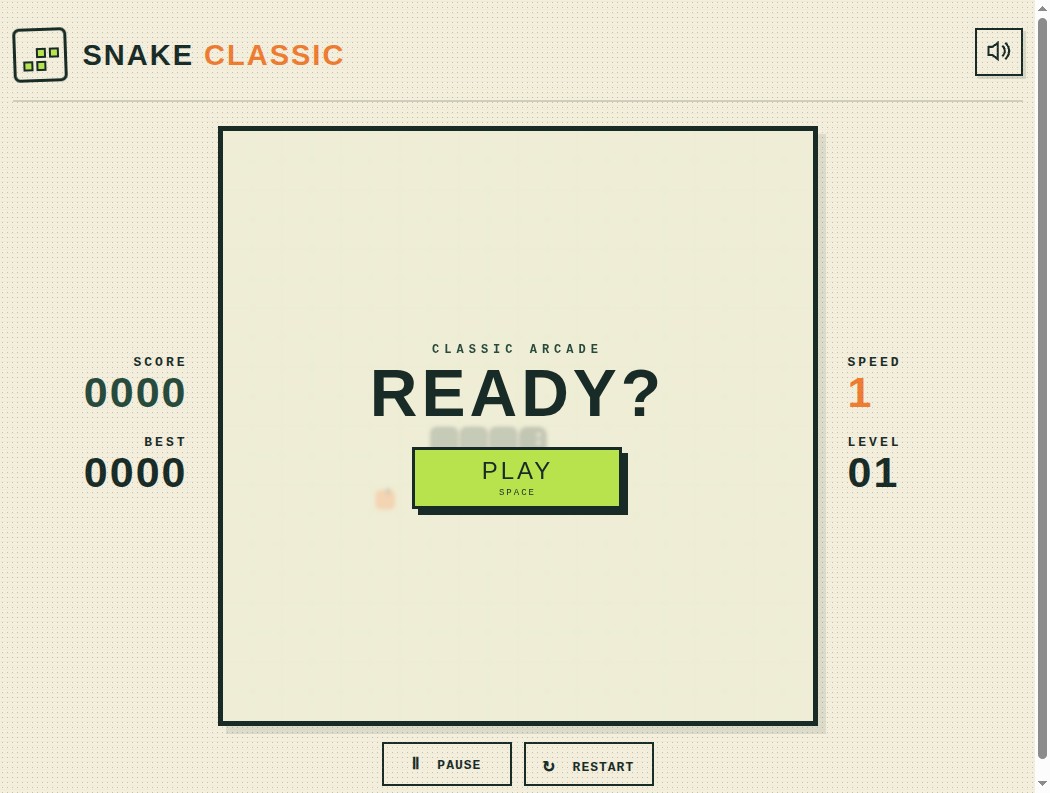 SNAKE CLASSIC
CLASSIC ARCADE
READY?
PLAY
SPACE
SCORE
0000
BEST
0000
SPEED
1
LEVEL
01
PAUSE
RESTART